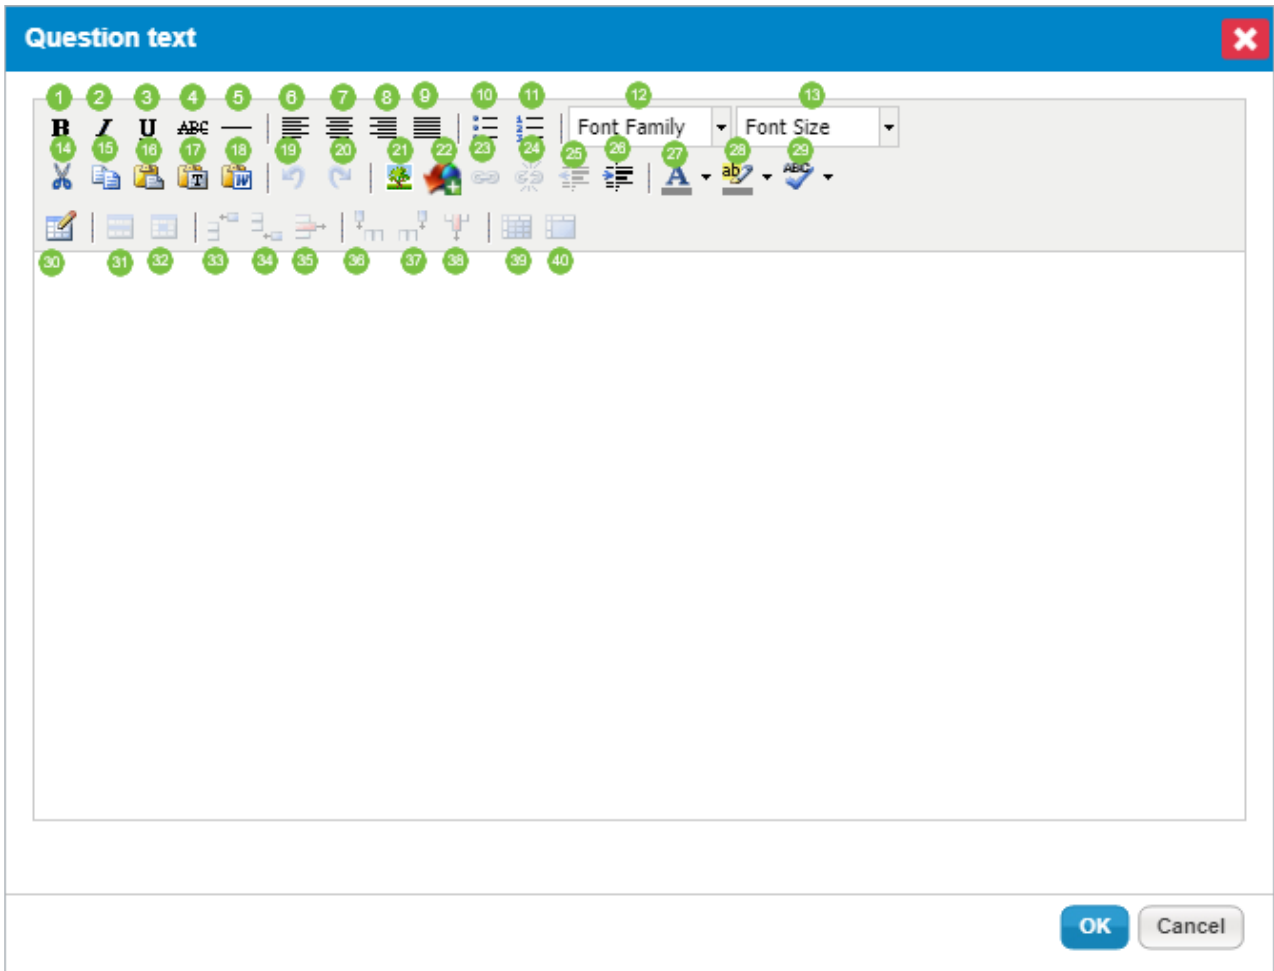 Question text
1 2 3 4 5 6 7 8 9 10 11 12 13
B I U ABC Font Family Font Size
14 15 16 17 18 19 20 21 22 23 24 25 26 27 28 29
T W A ab ABC
30 31 32 33 34 35 36 37 38 39 40
OK Cancel